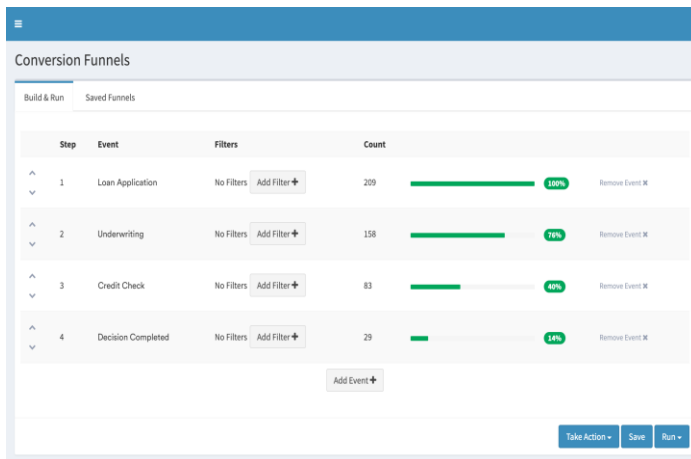 Conversion Funnels
Build & Run Saved Funnels
Step Event Filters Count
1 Loan Application No Filters Add Filter 209 100% Remove Event
2 Underwriting No Filters Add Filter 158 76% Remove Event
3 Credit Check No Filters Add Filter 83 40% Remove Event
4 Decision Completed No Filters Add Filter 29 14% Remove Event
Add Event
Take Action Save Run